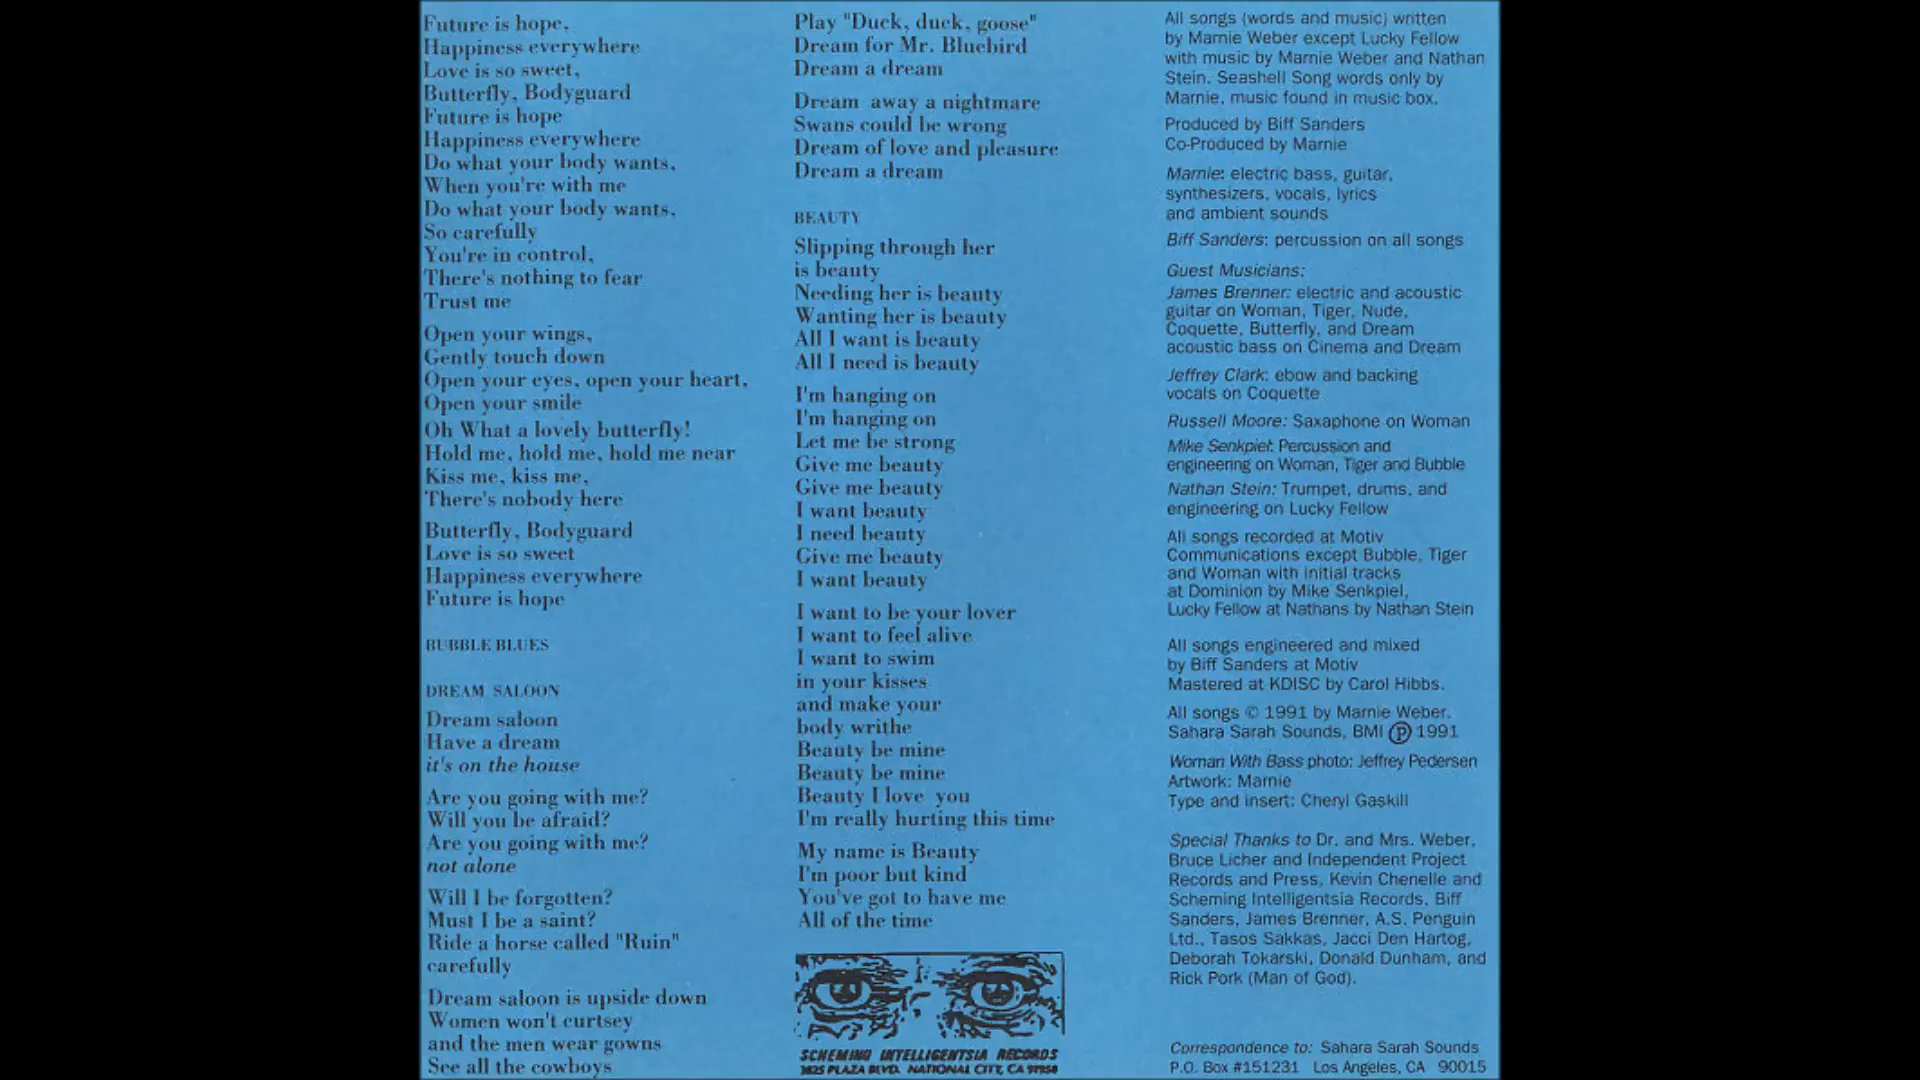 Future is hope,
Happiness everywhere
Love is so sweet,
Butterfly, Bodyguard
Future is hope
Happiness everywhere
Do what your body wants,
When you're with me
Do what your body wants,
So carefully
You're in control,
There's nothing to fear
Trust me
Open your wings,
Gently touch down
Open your eyes, open your heart,
Open your smile
Oh What a lovely butterfly!
Hold me, hold me, hold me near
Kiss me, kiss me,
There's nobody here
Butterfly, Bodyguard
Love is so sweet
Happiness everywhere
Future is hope
BUBBLE BLUES
DREAM SALOON
Dream saloon
Have a dream
it's on the house
Are you going with me?
Will you be afraid?
Are you going with me?
not alone
Will I be forgotten?
Must I be a saint?
Ride a horse called "Ruin"
carefully
Dream saloon is upside down
Women won't curtsey
and the men wear gowns
See all the cowboys
Play "Duck, duck, goose"
Dream for Mr. Bluebird
Dream a dream
Dream away a nightmare
Swans could be wrong
Dream of love and pleasure
Dream a dream
BEAUTY
Slipping through her
is beauty
Needing her is beauty
Wanting her is beauty
All I want is beauty
All I need is beauty
I'm hanging on
I'm hanging on
Let me be strong
Give me beauty
Give me beauty
I want beauty
I need beauty
Give me beauty
I want beauty
I want to be your lover
I want to feel alive
I want to swim
in your kisses
and make your
body writhe
Beauty be mine
Beauty be mine
Beauty I love you
I'm really hurting this time
My name is Beauty
I'm poor but kind
You've got to have me
All of the time
SCHEMING INTELLIGENTSIA RECORDS
PLAZA BLVD. NATIONAL CITY, CA
All songs (words and music) written
by Marnie Weber except Lucky Fellow
with music by Marnie Weber and Nathan
Stein. Seashell Song words only by
Marnie, music found in music box.
Produced by Biff Sanders
Co-Produced by Marnie
Marnie: electric bass, guitar,
synthesizers, vocals, lyrics
and ambient sounds
Biff Sanders: percussion on all songs
Guest Musicians:
James Brenner: electric and acoustic
guitar on Woman, Tiger, Nude,
Coquette, Butterfly, and Dream
acoustic bass on Cinema and Dream
Jeffrey Clark: ebow and backing
vocals on Coquette
Russell Moore: Saxaphone on Woman
Mike Senkpiel: Percussion and
engineering on Woman, Tiger and Bubble
Nathan Stein: Trumpet, drums, and
engineering on Lucky Fellow
All songs recorded at Motiv
Communications except Bubble, Tiger
and Woman with initial tracks
at Dominion by Mike Senkpiel,
Lucky Fellow at Nathans by Nathan Stein
All songs engineered and mixed
by Biff Sanders at Motiv
Mastered at KDISC by Carol Hibbs.
All songs © 1991 by Marnie Weber.
Sahara Sarah Sounds, BMI ℗ 1991
Woman With Bass photo: Jeffrey Pedersen
Artwork: Marnie
Type and insert: Cheryl Gaskill
Special Thanks to Dr. and Mrs. Weber,
Bruce Licher and Independent Project
Records and Press, Kevin Chenelle and
Scheming Intelligentsia Records, Biff
Sanders, James Brenner, A.S. Penguin
Ltd., Tasos Sakkas, Jacci Den Hartog,
Deborah Tokarski, Donald Dunham, and
Rick Pork (Man of God).
Correspondence to: Sahara Sarah Sounds
P.O. Box #151231 Los Angeles, CA 90015